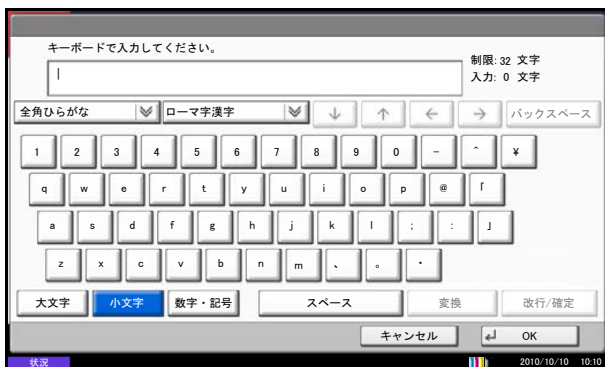 キーボードで入力してください。
制限: 32 文字
入力: 0 文字
全角ひらがな ローマ字漢字 ↓ ↑ ← → バックスペース
1 2 3 4 5 6 7 8 9 0 - ^ ¥
q w e r t y u i o p @ 「
a s d f g h j k l ; : 」
z x c v b n m 、 。 ・
大文字 小文字 数字・記号 スペース 変換 改行/確定
キャンセル OK
状況 2010/10/10 10:10